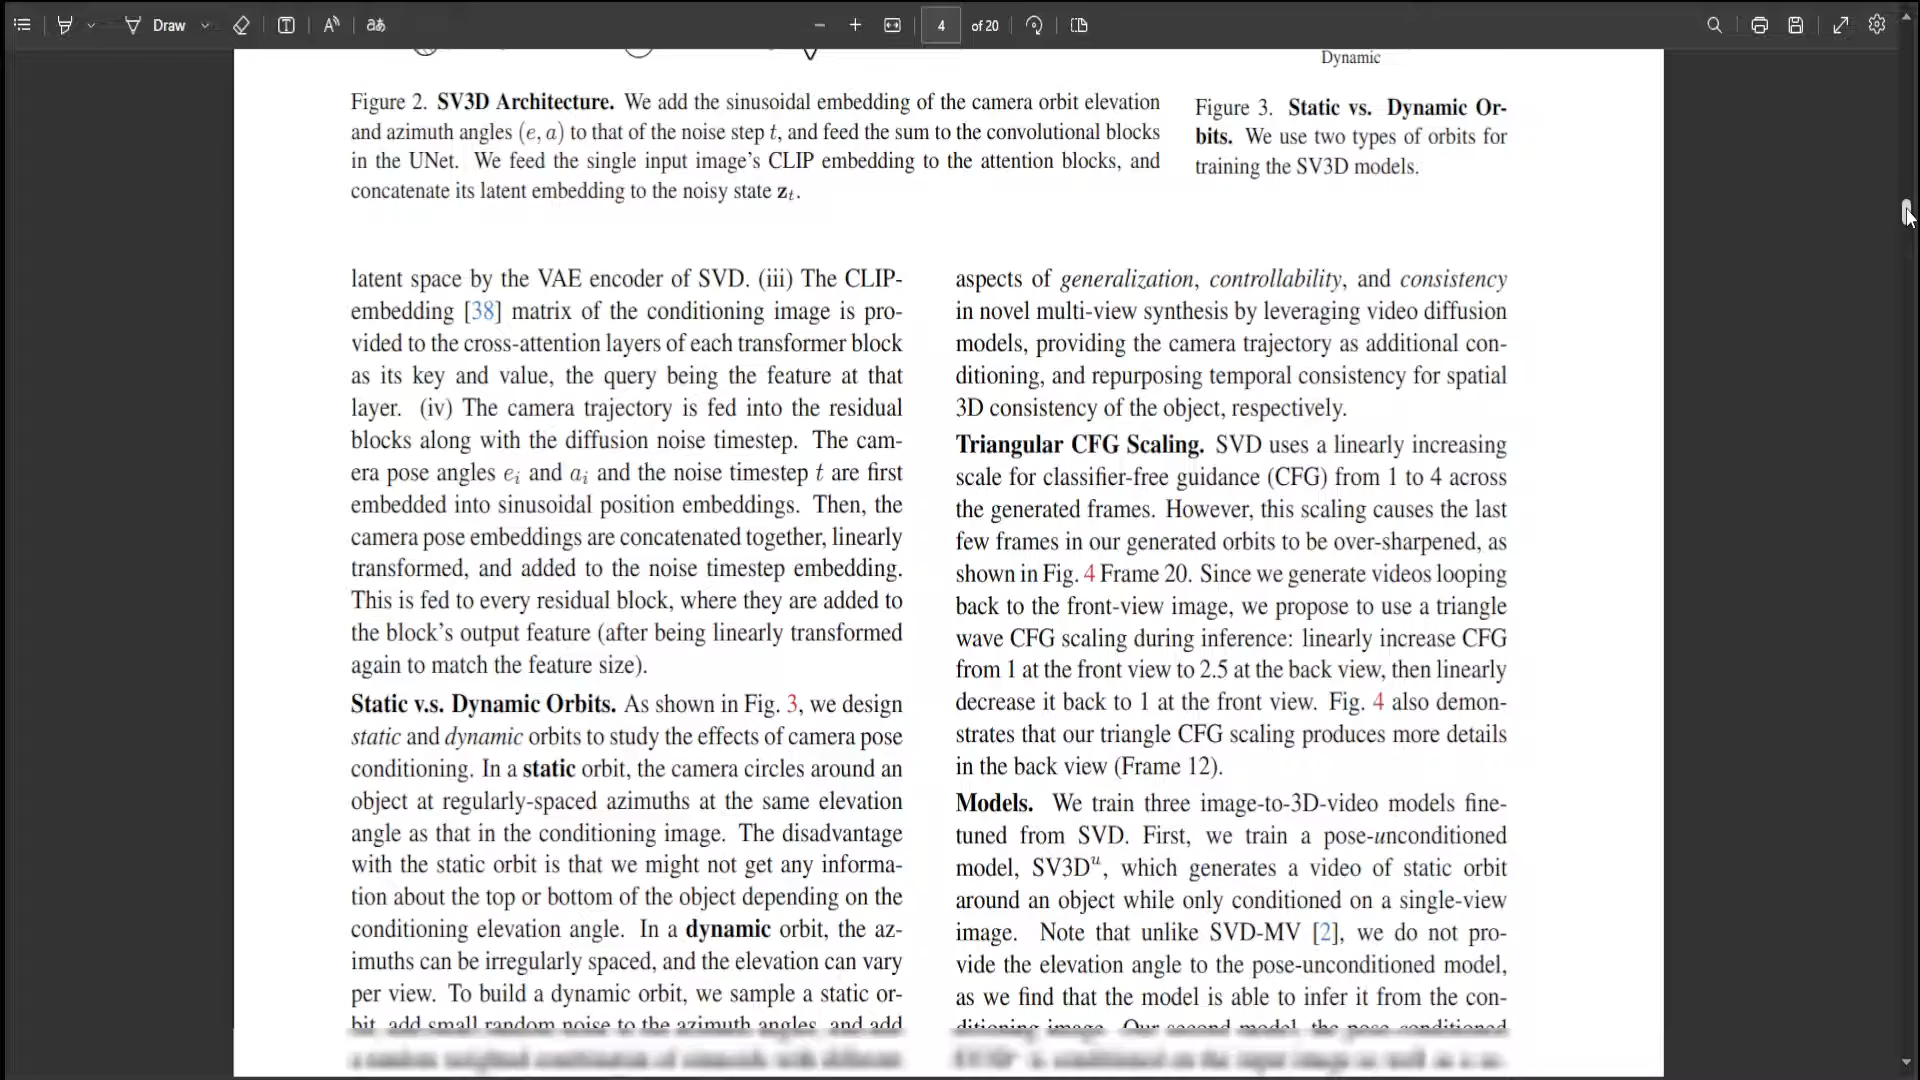 Draw
4
of 20
Dynamic
Figure 2. SV3D Architecture. We add the sinusoidal embedding of the camera orbit elevation
and azimuth angles (e, a) to that of the noise step t, and feed the sum to the convolutional blocks
in the UNet. We feed the single input image's CLIP embedding to the attention blocks, and
concatenate its latent embedding to the noisy state zt.
Figure 3. Static vs. Dynamic Or-
bits. We use two types of orbits for
training the SV3D models.
latent space by the VAE encoder of SVD. (iii) The CLIP-
embedding [38] matrix of the conditioning image is pro-
vided to the cross-attention layers of each transformer block
as its key and value, the query being the feature at that
layer. (iv) The camera trajectory is fed into the residual
blocks along with the diffusion noise timestep. The cam-
era pose angles ei and ai and the noise timestep t are first
embedded into sinusoidal position embeddings. Then, the
camera pose embeddings are concatenated together, linearly
transformed, and added to the noise timestep embedding.
This is fed to every residual block, where they are added to
the block's output feature (after being linearly transformed
again to match the feature size).
Static v.s. Dynamic Orbits. As shown in Fig. 3, we design
static and dynamic orbits to study the effects of camera pose
conditioning. In a static orbit, the camera circles around an
object at regularly-spaced azimuths at the same elevation
angle as that in the conditioning image. The disadvantage
with the static orbit is that we might not get any informa-
tion about the top or bottom of the object depending on the
conditioning elevation angle. In a dynamic orbit, the az-
imuths can be irregularly spaced, and the elevation can vary
per view. To build a dynamic orbit, we sample a static or-
bit, add small random noise to the azimuth angles, and add
aspects of generalization, controllability, and consistency
in novel multi-view synthesis by leveraging video diffusion
models, providing the camera trajectory as additional con-
ditioning, and repurposing temporal consistency for spatial
3D consistency of the object, respectively.
Triangular CFG Scaling. SVD uses a linearly increasing
scale for classifier-free guidance (CFG) from 1 to 4 across
the generated frames. However, this scaling causes the last
few frames in our generated orbits to be over-sharpened, as
shown in Fig. 4 Frame 20. Since we generate videos looping
back to the front-view image, we propose to use a triangle
wave CFG scaling during inference: linearly increase CFG
from 1 at the front view to 2.5 at the back view, then linearly
decrease it back to 1 at the front view. Fig. 4 also demon-
strates that our triangle CFG scaling produces more details
in the back view (Frame 12).
Models. We train three image-to-3D-video models fine-
tuned from SVD. First, we train a pose-unconditioned
model, SV3Du, which generates a video of static orbit
around an object while only conditioned on a single-view
image. Note that unlike SVD-MV [2], we do not pro-
vide the elevation angle to the pose-unconditioned model,
as we find that the model is able to infer it from the con-
ditioning image. Our second model, the pose-conditioned